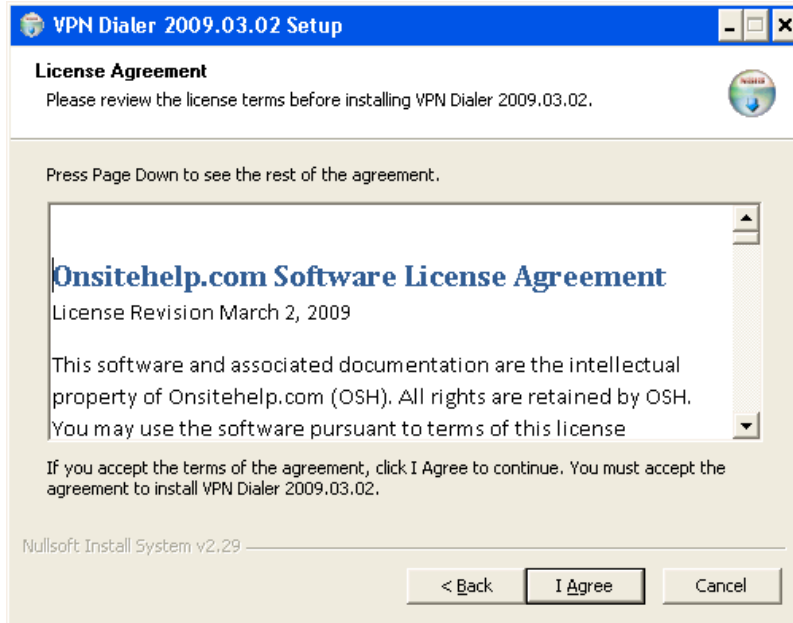 VPN Dialer 2009.03.02 Setup
License Agreement
Please review the license terms before installing VPN Dialer 2009.03.02.
Press Page Down to see the rest of the agreement.
Onsitehelp.com Software License Agreement
License Revision March 2, 2009
This software and associated documentation are the intellectual
property of Onsitehelp.com (OSH). All rights are retained by OSH.
You may use the software pursuant to terms of this license
If you accept the terms of the agreement, click I Agree to continue. You must accept the
agreement to install VPN Dialer 2009.03.02.
Nullsoft Install System v2.29
< Back
I Agree
Cancel